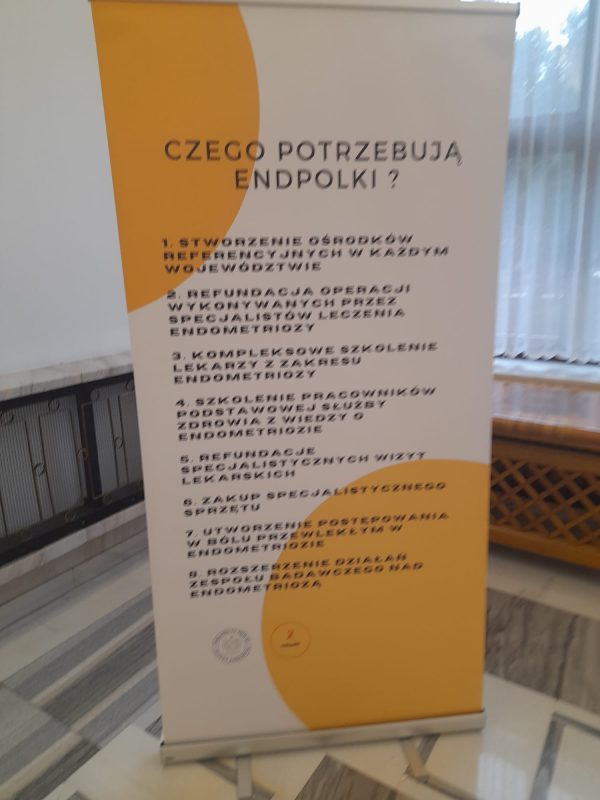 CZEGO POTRZEBUJĄ
ENDPOLKI ?
1. STWORZENIE OŚRODKÓW
REFERENCYJNYCH W KAŻDYM
WOJEWÓDZTWIE
2. REFUNDACJA OPERACJI
WYKONYWANYCH PRZEZ
SPECJALISTÓW LECZENIA
ENDOMETRIOZY
3. KOMPLEKSOWE SZKOLENIE
LEKARZY Z ZAKRESU
ENDOMETRIOZY
4. SZKOLENIE PRACOWNIKÓW
PODSTAWOWEJ SŁUŻBY
ZDROWIA Z WIEDZY O
ENDOMETRIOZIE
5. REFUNDACJE
SPECJALISTYCZNYCH WIZYT
LEKARSKICH
6. ZAKUP SPECJALISTYCZNEGO
SPRZĘTU
7. UTWORZENIE POSTĘPOWANIA
W BÓLU PRZEWLEKŁYM W
ENDOMETRIOZIE
8. ROZSZERZENIE DZIAŁAŃ
ZESPOŁU BADAWCZEGO NAD
ENDOMETRIOZĄ